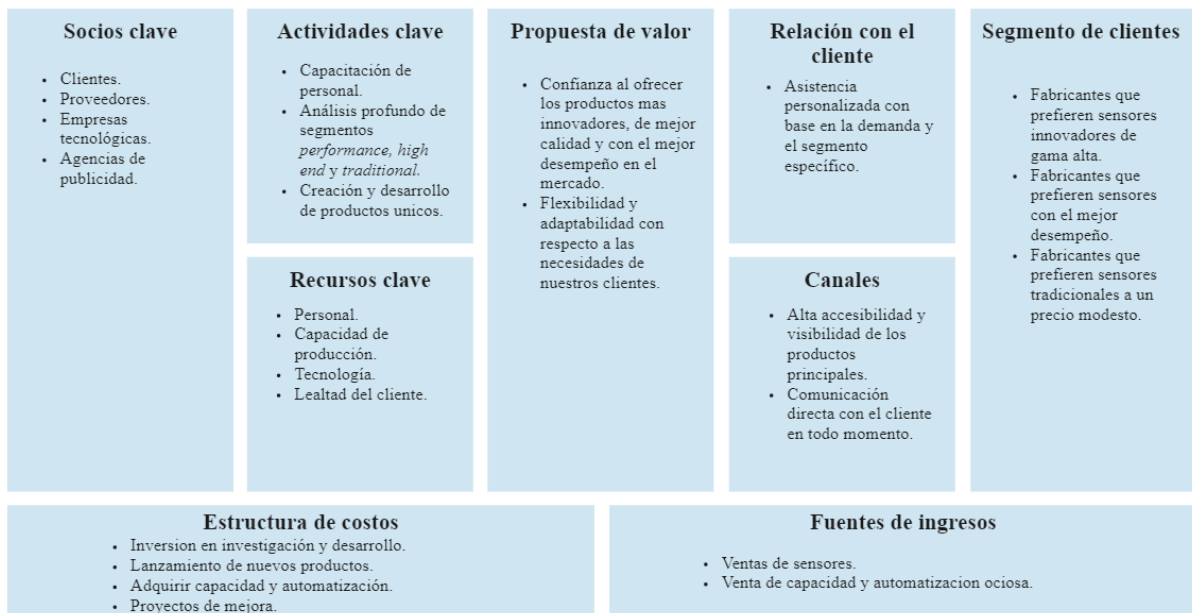 Socios clave
• Clientes.
• Proveedores.
• Empresas
tecnológicas.
• Agencias de
publicidad.
Actividades clave
• Capacitación de
personal.
• Análisis profundo de
segmentos
performance, high
end y traditional.
• Creación y desarrollo
de productos unicos.
Recursos clave
• Personal.
• Capacidad de
producción.
• Tecnología.
• Lealtad del cliente.
Propuesta de valor
• Confianza al ofrecer
los productos mas
innovadores, de mejor
calidad y con el mejor
desempeño en el
mercado.
• Flexibilidad y
adaptabilidad con
respecto a las
necesidades de
nuestros clientes.
Relación con el
cliente
• Asistencia
personalizada con
base en la demanda y
el segmento
específico.
Canales
• Alta accesibilidad y
visibilidad de los
productos
principales.
• Comunicación
directa con el cliente
en todo momento.
Segmento de clientes
• Fabricantes que
prefieren sensores
innovadores de
gama alta.
• Fabricantes que
prefieren sensores
con el mejor
desempeño.
• Fabricantes que
prefieren sensores
tradicionales a un
precio modesto.
Estructura de costos
• Inversion en investigación y desarrollo.
• Lanzamiento de nuevos productos.
• Adquirir capacidad y automatización.
• Proyectos de mejora.
Fuentes de ingresos
• Ventas de sensores.
• Venta de capacidad y automatizacion ociosa.